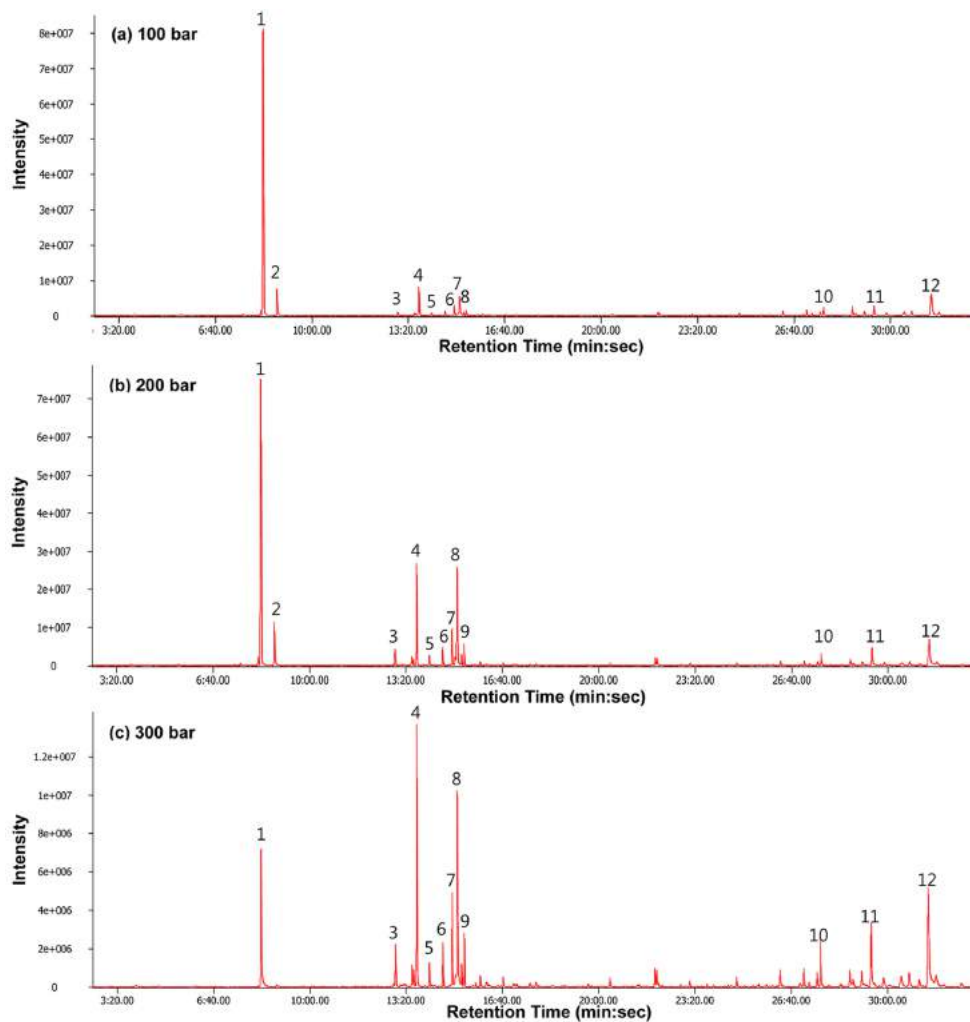 (a) 100 bar
Intensity
8e+007
7e+007
6e+007
5e+007
4e+007
3e+007
2e+007
1e+007
0
1
2
3
4
5
6
7
8
10
11
12
3:20.00 6:40.00 10:00.00 13:20.00 16:40.00 20:00.00 23:20.00 26:40.00 30:00.00
Retention Time (min:sec)
(b) 200 bar
Intensity
7e+007
6e+007
5e+007
4e+007
3e+007
2e+007
1e+007
0
1
2
3
4
5
6
7
8
9
10
11
12
3:20.00 6:40.00 10:00.00 13:20.00 16:40.00 20:00.00 23:20.00 26:40.00 30:00.00
Retention Time (min:sec)
(c) 300 bar
Intensity
1.2e+007
1e+007
8e+006
6e+006
4e+006
2e+006
0
1
3
4
5
6
7
8
9
10
11
12
3:20.00 6:40.00 10:00.00 13:20.00 16:40.00 20:00.00 23:20.00 26:40.00 30:00.00
Retention Time (min:sec)